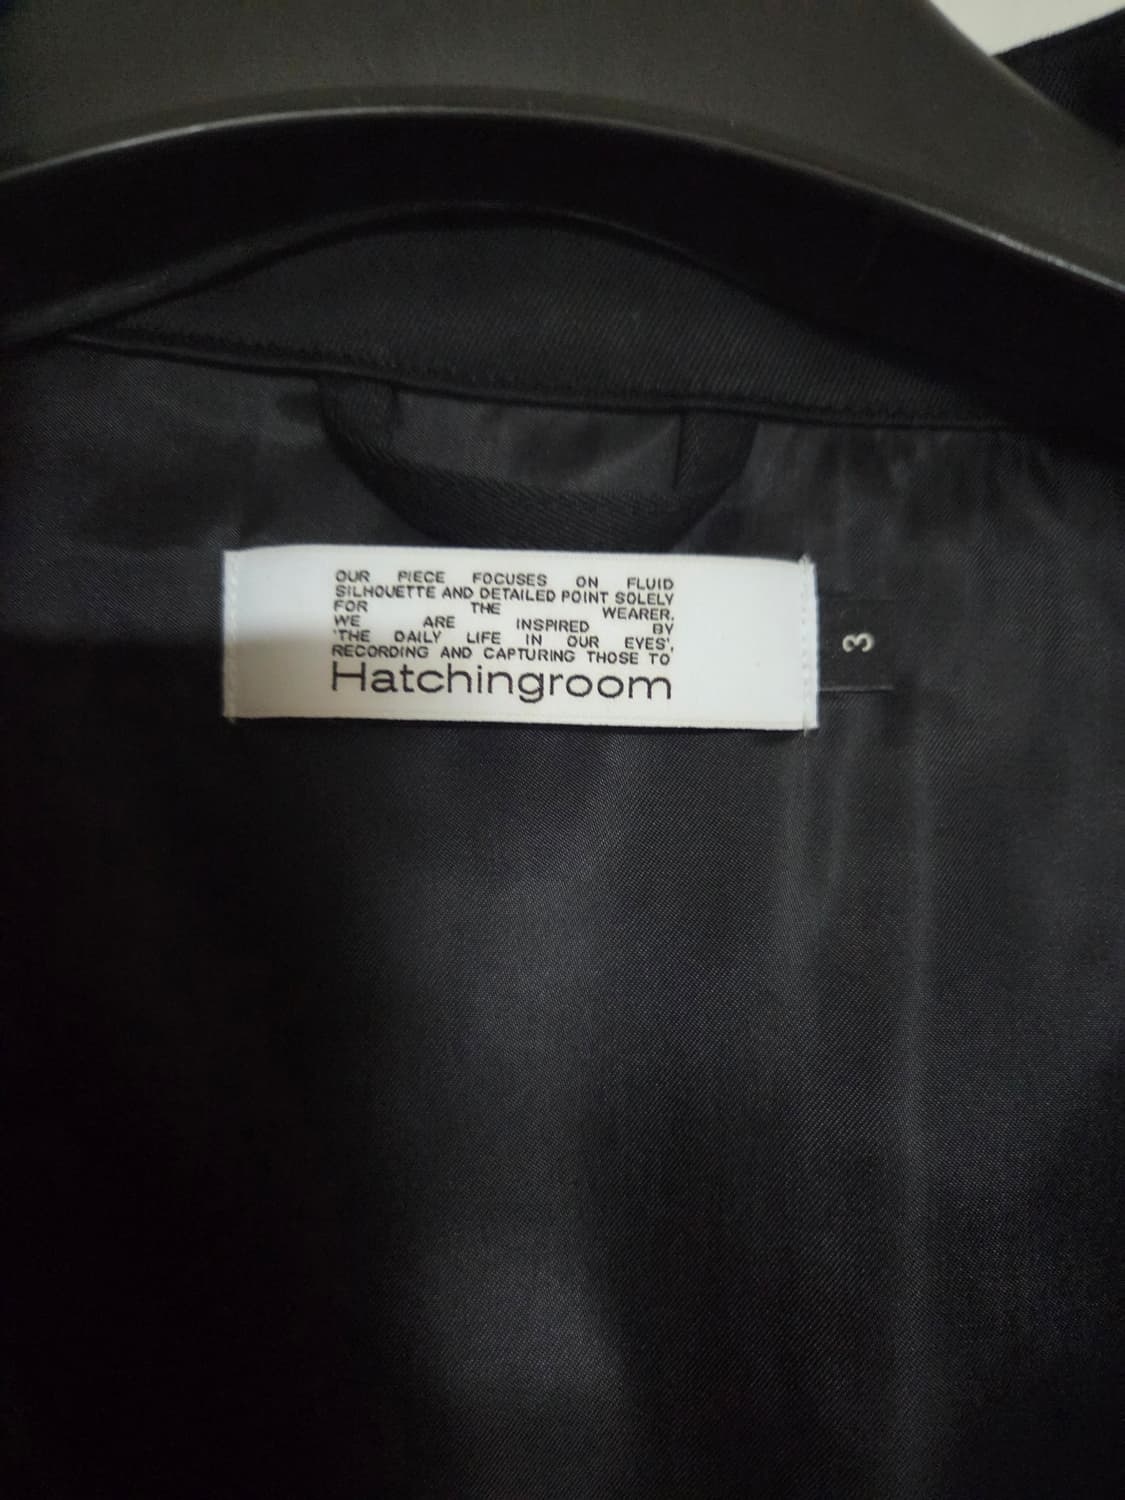 OUR PIECE FOCUSES ON FLUID
SILHOUETTE AND DETAILED POINT SOLELY
FOR THE WEARER.
WE ARE INSPIRED BY
'THE DAILY LIFE IN OUR EYES',
RECORDING AND CAPTURING THOSE TO
Hatchingroom
3